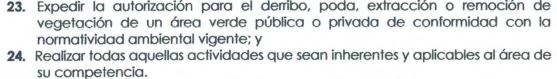 23. Expedir la autorización para el derribo, poda, extracción o remoción de
vegetación de un área verde pública o privada de conformidad con la
normatividad ambiental vigente; y
24. Realizar todas aquellas actividades que sean inherentes y aplicables al área de
su competencia.